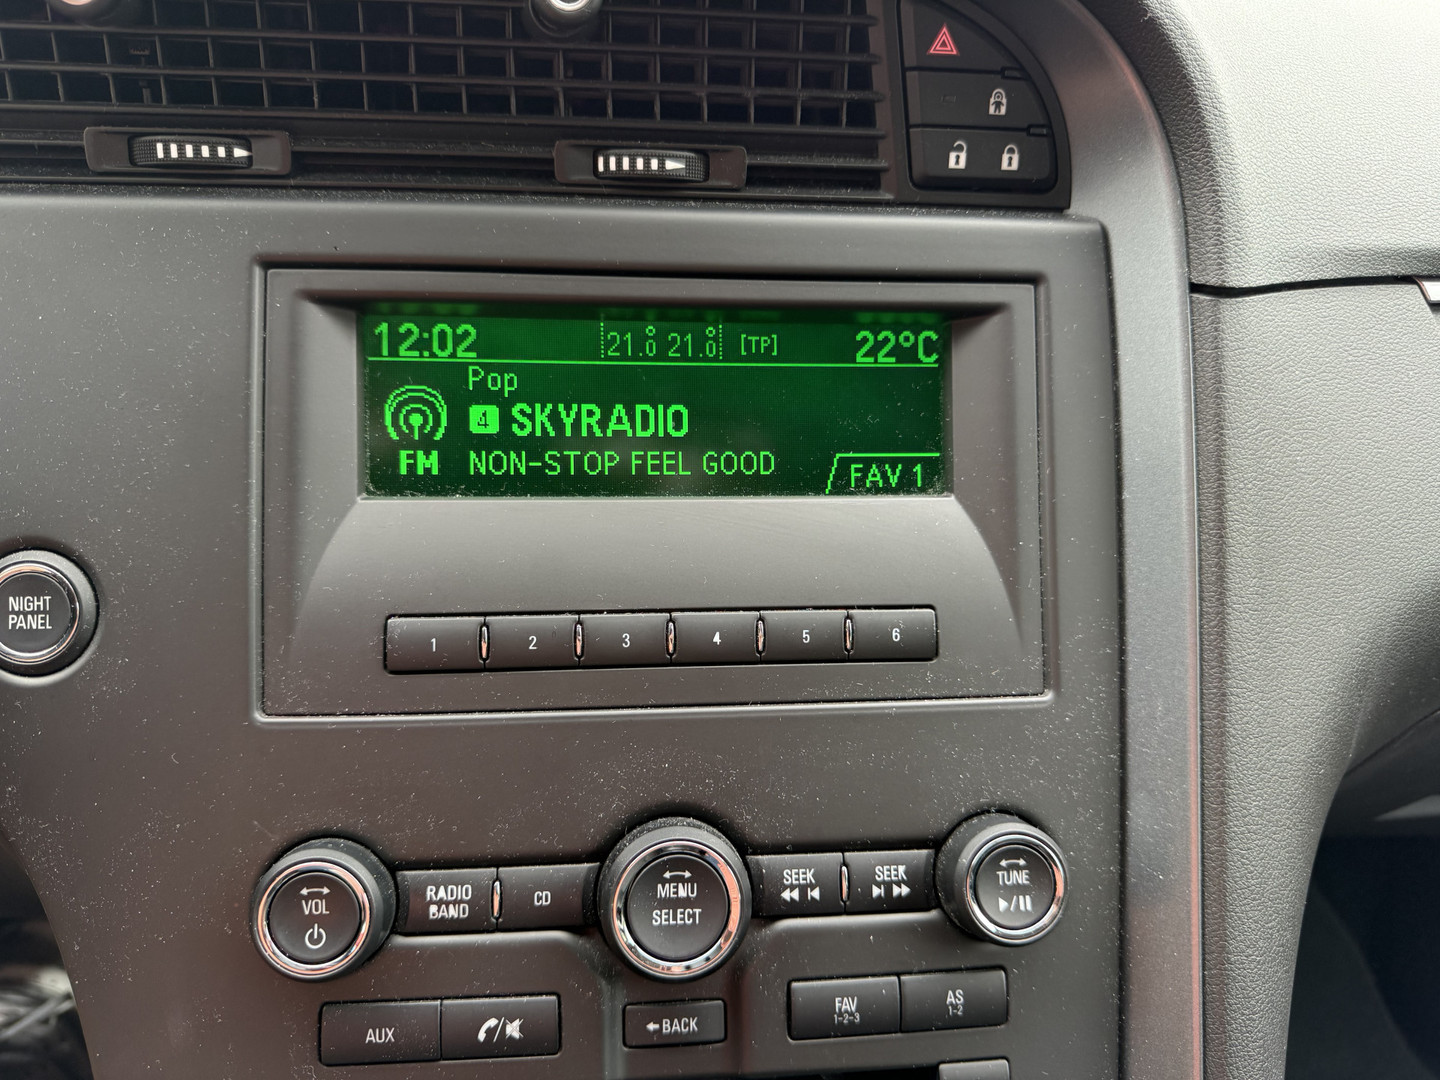 12:02 21.0° 21.0° [TP] 22°C
Pop
4 SKYRADIO
FM NON-STOP FEEL GOOD
FAV 1
NIGHT
PANEL
1 2 3 4 5 6
VOL
RADIO
BAND
CD
MENU
SELECT
SEEK
SEEK
TUNE
AUX
BACK
FAV
1-2-3
AS
1-2